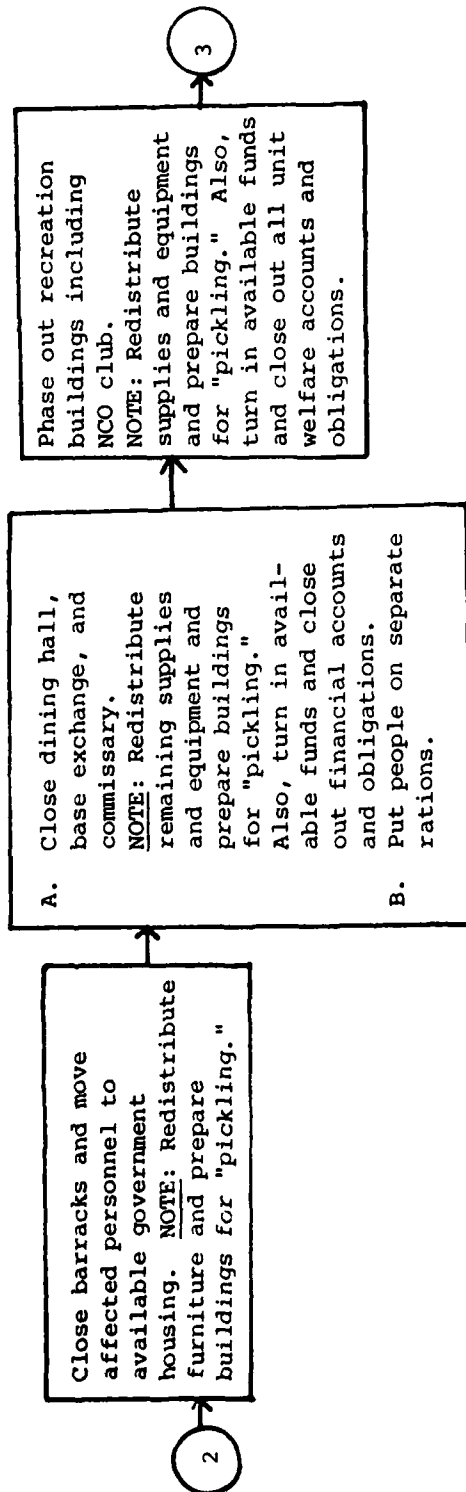 2
Close barracks and move
affected personnel to
available government
housing. NOTE: Redistribute
furniture and prepare
buildings for "pickling."
A. Close dining hall,
base exchange, and
commissary.
NOTE: Redistribute
remaining supplies
and equipment and
prepare buildings
for "pickling."
Also, turn in avail-
able funds and close
out financial accounts
and obligations.
B. Put people on separate
rations.
Phase out recreation
buildings including
NCO club.
NOTE: Redistribute
supplies and equipment
and prepare buildings
for "pickling." Also,
turn in available funds
and close out all unit
welfare accounts and
obligations.
3